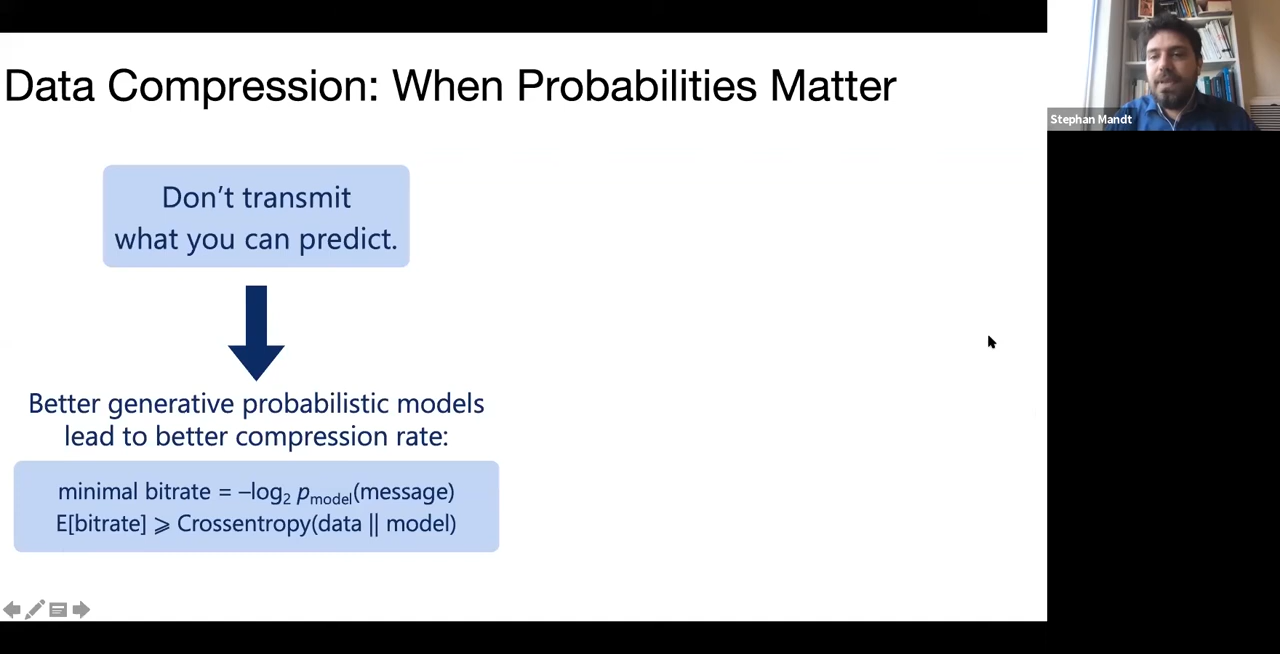 Data Compression: When Probabilities Matter
Stephan Mandt
Don’t transmit
what you can predict.
Better generative probabilistic models
lead to better compression rate:
minimal bitrate = –log₂ pmodel(message)
E[bitrate] ⩾ Crossentropy(data || model)